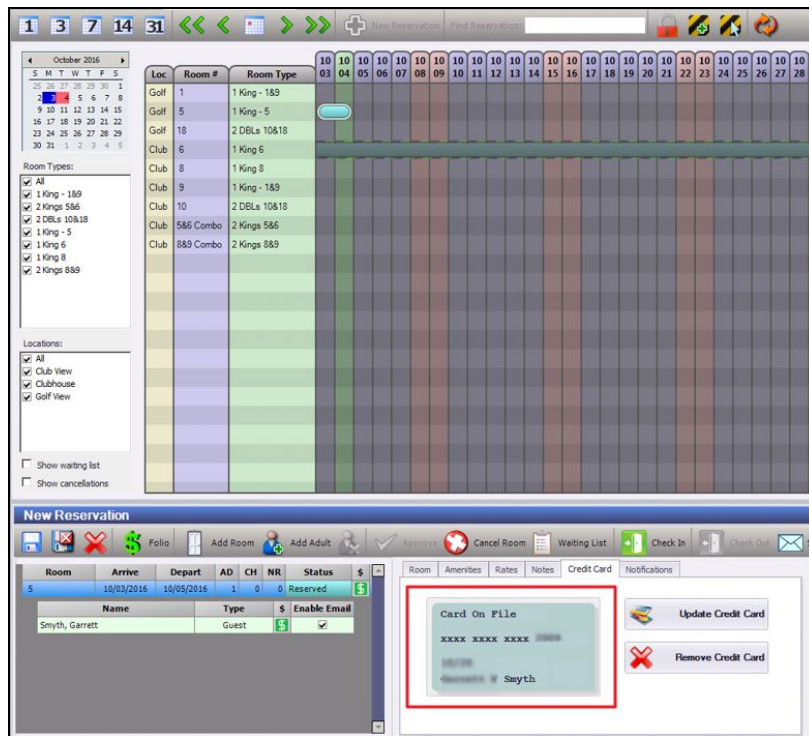 1 3 7 14 31 New Reservation Find Reservation:
October 2016
S M T W T F S
25 26 27 28 29 30 1
2 3 4 5 6 7 8
9 10 11 12 13 14 15
16 17 18 19 20 21 22
23 24 25 26 27 28 29
30 31 1 2 3 4 5
Room Types:
All
1 King - 1&9
2 Kings 5&6
2 DBLs 10&18
1 King - 5
1 King 6
1 King 8
2 Kings 8&9
Locations:
All
Club View
Clubhouse
Golf View
Show waiting list
Show cancellations
10 10 10 10 10 10 10 10 10 10 10 10 10 10 10 10 10 10 10 10 10 10 10 10 10 10
Loc Room # Room Type 03 04 05 06 07 08 09 10 11 12 13 14 15 16 17 18 19 20 21 22 23 24 25 26 27 28
Golf 1 1 King - 1&9
Golf 5 1 King - 5
Golf 18 2 DBLs 10&18
Club 6 1 King 6
Club 8 1 King 8
Club 9 1 King - 1&9
Club 10 2 DBLs 10&18
Club 5&6 Combo 2 Kings 5&6
Club 8&9 Combo 2 Kings 8&9
New Reservation
Folio Add Room Add Adult Approve Cancel Room Waiting List Check In Check Out S
Room Arrive Depart AD CH NR Status $
5 10/03/2016 10/05/2016 1 0 0 Reserved $
Name Type $ Enable Email
Smyth, Garrett Guest $
Room Amenities Rates Notes Credit Card Notifications
Card On File
xxxx xxxx xxxx
Smyth
Update Credit Card
Remove Credit Card